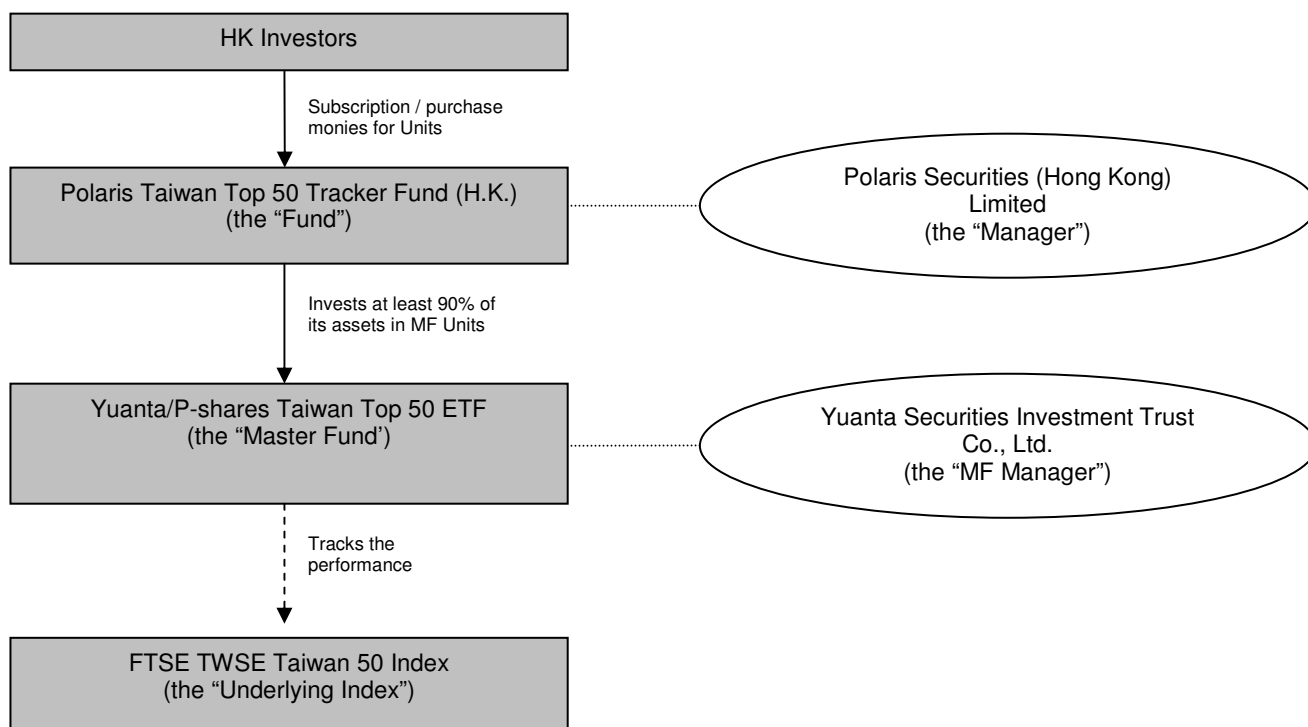 HK Investors
Subscription / purchase
monies for Units
Polaris Taiwan Top 50 Tracker Fund (H.K.)
(the “Fund”)
Polaris Securities (Hong Kong)
Limited
(the “Manager”)
Invests at least 90% of
its assets in MF Units
Yuanta/P-shares Taiwan Top 50 ETF
(the “Master Fund’)
Yuanta Securities Investment Trust
Co., Ltd.
(the “MF Manager”)
Tracks the
performance
FTSE TWSE Taiwan 50 Index
(the “Underlying Index”)